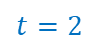 t = 2